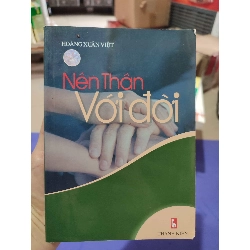 HOÀNG XUÂN VIỆT
Nên Thân
Với đời